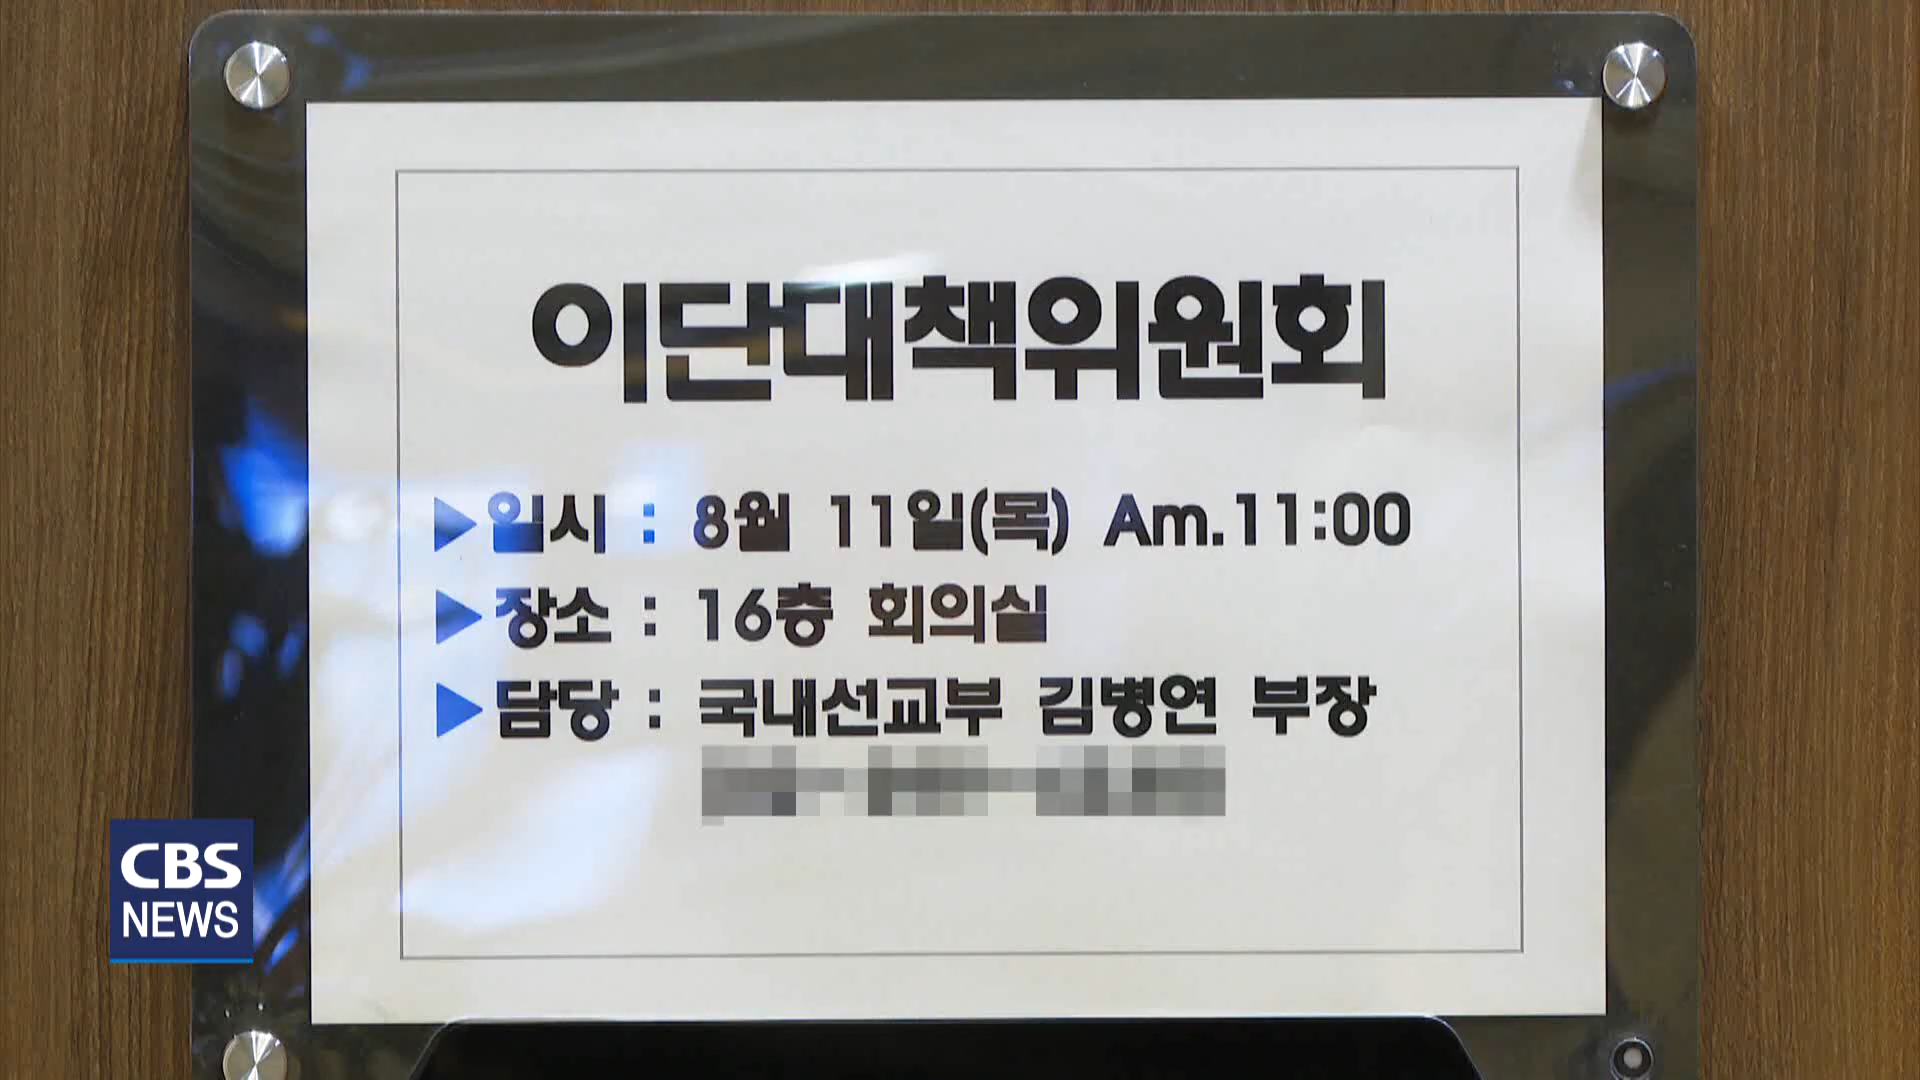 이단대책위원회
▶일시 : 8월 11일(목) Am.11:00
▶장소 : 16층 회의실
▶담당 : 국내선교부 김병연 부장
CBS
NEWS